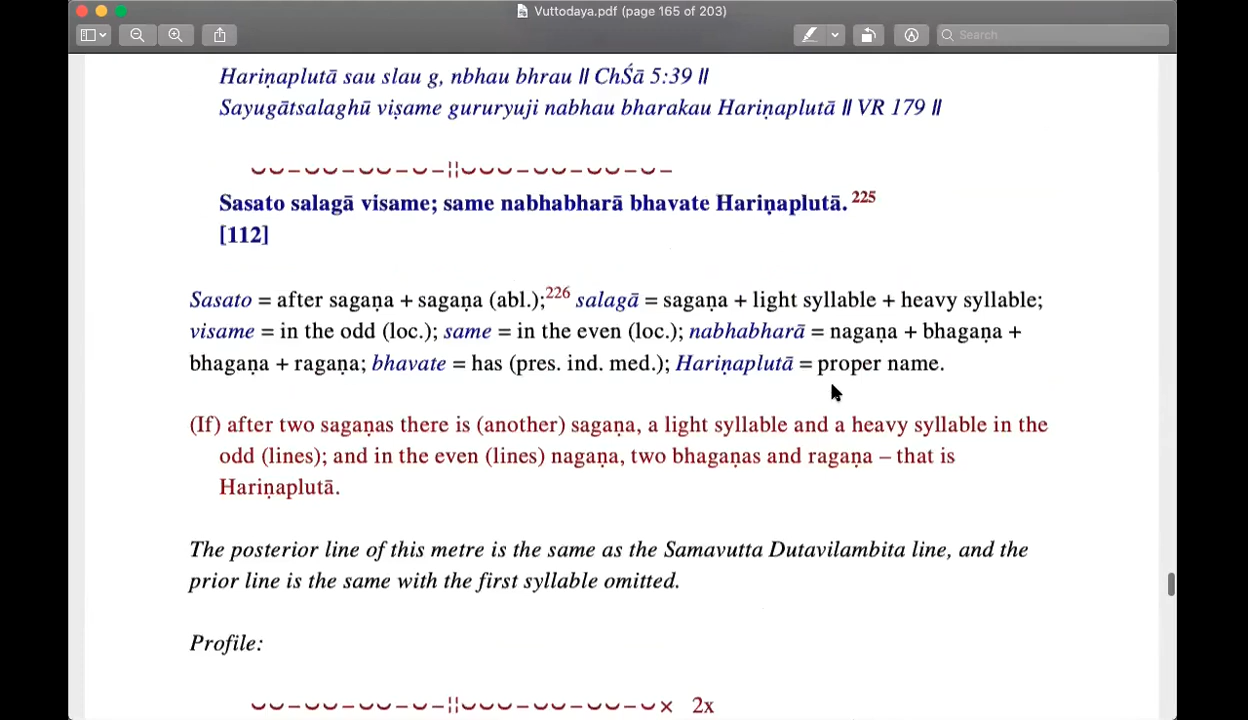 Vuttodaya.pdf (page 165 of 203)
Search
Hariṇaplutā sau slau g, nbhau bhrau ‖ ChŚā 5:39 ‖
Sayugātsalaghū viṣame gururyuji nabhau bharakau Hariṇaplutā ‖ VR 179 ‖
⏑⏑−⏑⏑−⏑⏑−⏑−¦¦⏑⏑⏑−⏑⏑−⏑⏑−⏑−
Sasato salagā visame; same nabhabharā bhavate Hariṇaplutā. 225
[112]
Sasato = after sagaṇa + sagaṇa (abl.);226 salagā = sagaṇa + light syllable + heavy syllable;
visame = in the odd (loc.); same = in the even (loc.); nabhabharā = nagaṇa + bhagaṇa +
bhagaṇa + ragaṇa; bhavate = has (pres. ind. med.); Hariṇaplutā = proper name.
(If) after two sagaṇas there is (another) sagaṇa, a light syllable and a heavy syllable in the
odd (lines); and in the even (lines) nagaṇa, two bhagaṇas and ragaṇa – that is
Hariṇaplutā.
The posterior line of this metre is the same as the Samavutta Dutavilambita line, and the
prior line is the same with the first syllable omitted.
Profile:
⏑⏑−⏑⏑−⏑⏑−⏑−¦¦⏑⏑⏑−⏑⏑−⏑⏑−⏑× 2x